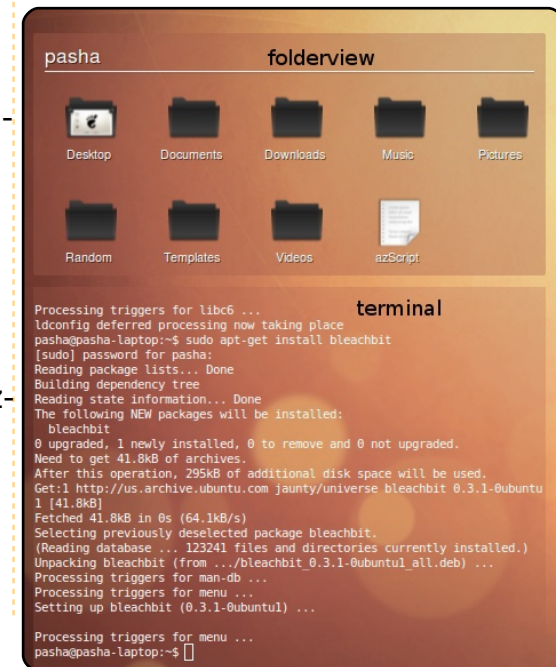 pasha folderview
Desktop Documents Downloads Music Pictures
Random Templates Videos azScript
terminal
Processing triggers for libc6 ...
ldconfig deferred processing now taking place
pasha@pasha-laptop:~$ sudo apt-get install bleachbit
[sudo] password for pasha:
Reading package lists... Done
Building dependency tree
Reading state information... Done
The following NEW packages will be installed:
  bleachbit
0 upgraded, 1 newly installed, 0 to remove and 0 not upgraded.
Need to get 41.8kB of archives.
After this operation, 295kB of additional disk space will be used.
Get:1 http://us.archive.ubuntu.com jaunty/universe bleachbit 0.3.1-0ubuntu
1 [41.8kB]
Fetched 41.8kB in 0s (64.1kB/s)
Selecting previously deselected package bleachbit.
(Reading database ... 123241 files and directories currently installed.)
Unpacking bleachbit (from .../bleachbit_0.3.1-0ubuntu1_all.deb) ...
Processing triggers for man-db ...
Processing triggers for menu ...
Setting up bleachbit (0.3.1-0ubuntu1) ...

Processing triggers for menu ...
pasha@pasha-laptop:~$